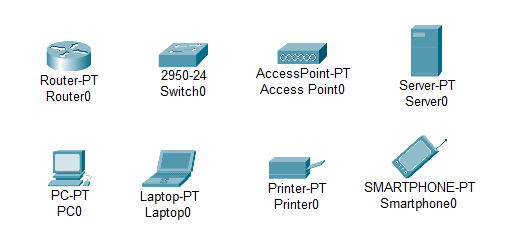 Router-PT
Router0
2950-24
Switch0
AccessPoint-PT
Access Point0
Server-PT
Server0
PC-PT
PC0
Laptop-PT
Laptop0
Printer-PT
Printer0
SMARTPHONE-PT
Smartphone0